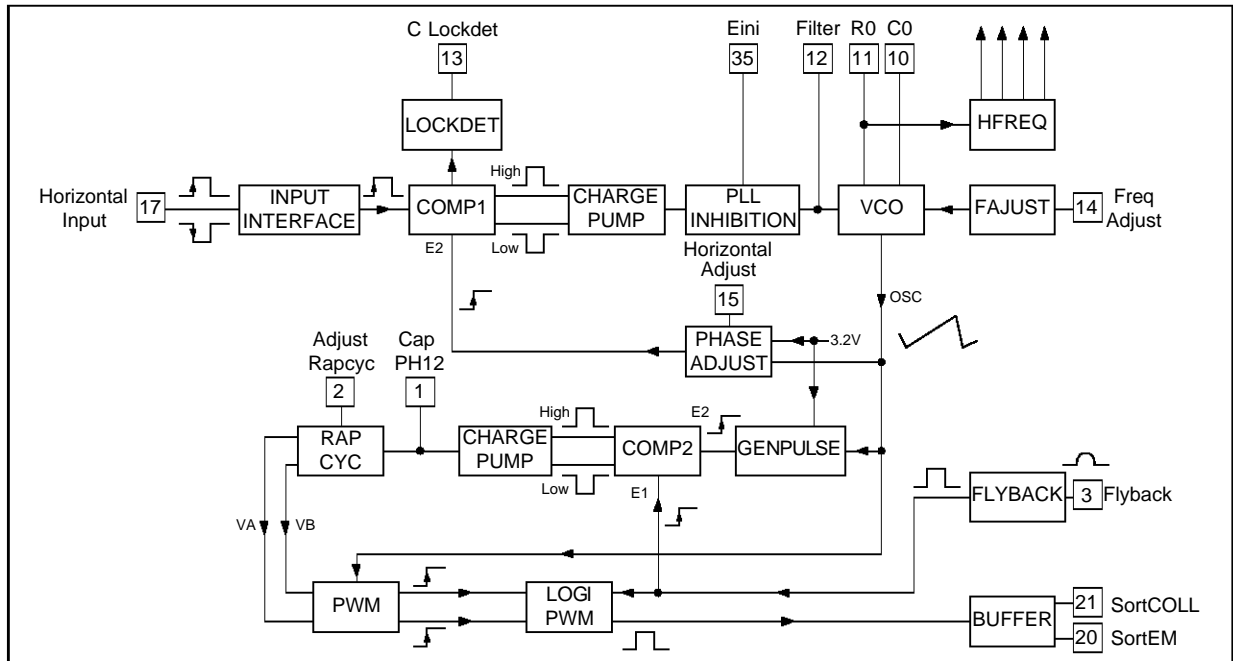 C Lockdet
13
Eini
35
Filter
12
R0
11
C0
10
LOCKDET
HFREQ
Horizontal
Input
17
INPUT
INTERFACE
COMP1
High
Low
E2
CHARGE
PUMP
PLL
INHIBITION
VCO
FAJUST
14
Freq
Adjust
Horizontal
Adjust
15
OSC
PHASE
ADJUST
3.2V
Adjust
Rapcyc
2
Cap
PH12
1
RAP
CYC
CHARGE
PUMP
High
Low
COMP2
E2
E1
GENPULSE
FLYBACK
3
Flyback
VA
VB
PWM
LOGI
PWM
BUFFER
21
SortCOLL
20
SortEM